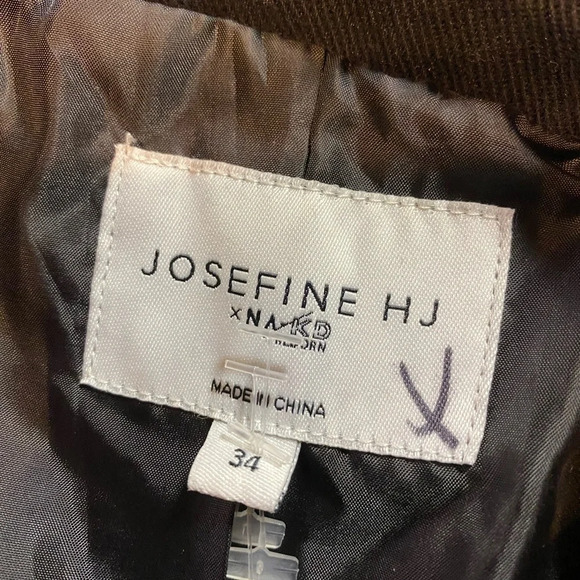 JOSEFINE HJ
× NA-KD
MADE IN CHINA
34